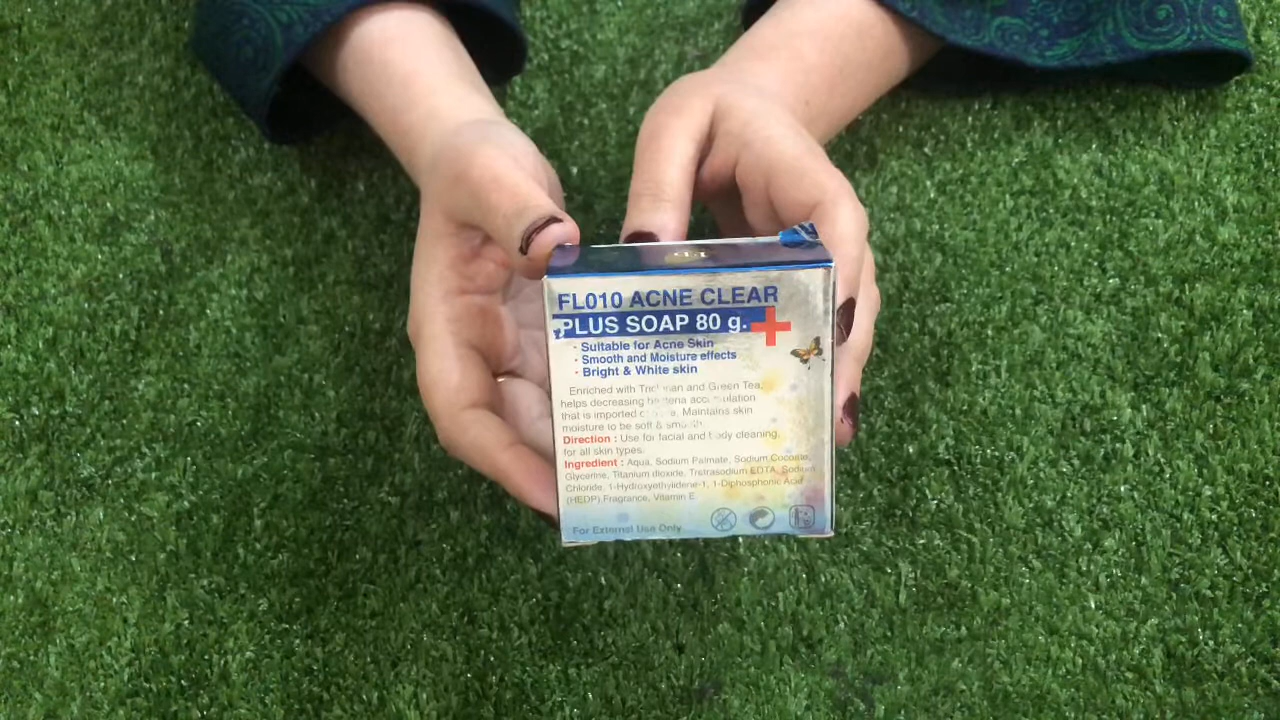 FL010 ACNE CLEAR
PLUS SOAP 80 g.
· Suitable for Acne Skin
· Smooth and Moisture effects
· Bright & White skin
Enriched with and Green Tea,
helps decreasing
that is imported Maintains skin
moisture to be soft &
Direction : Use for facial and body cleaning,
for all skin types.
Ingredient : Aqua, Sodium Palmate, Sodium Cocoate,
Glycerine, Titanium dioxide, Tretrasodium EDTA, Sodium
Chloride, 1-Hydroxyethylidene-1, 1-Diphosphonic Acid
(HEDP),Fragrance, Vitamin E.
For External Use Only